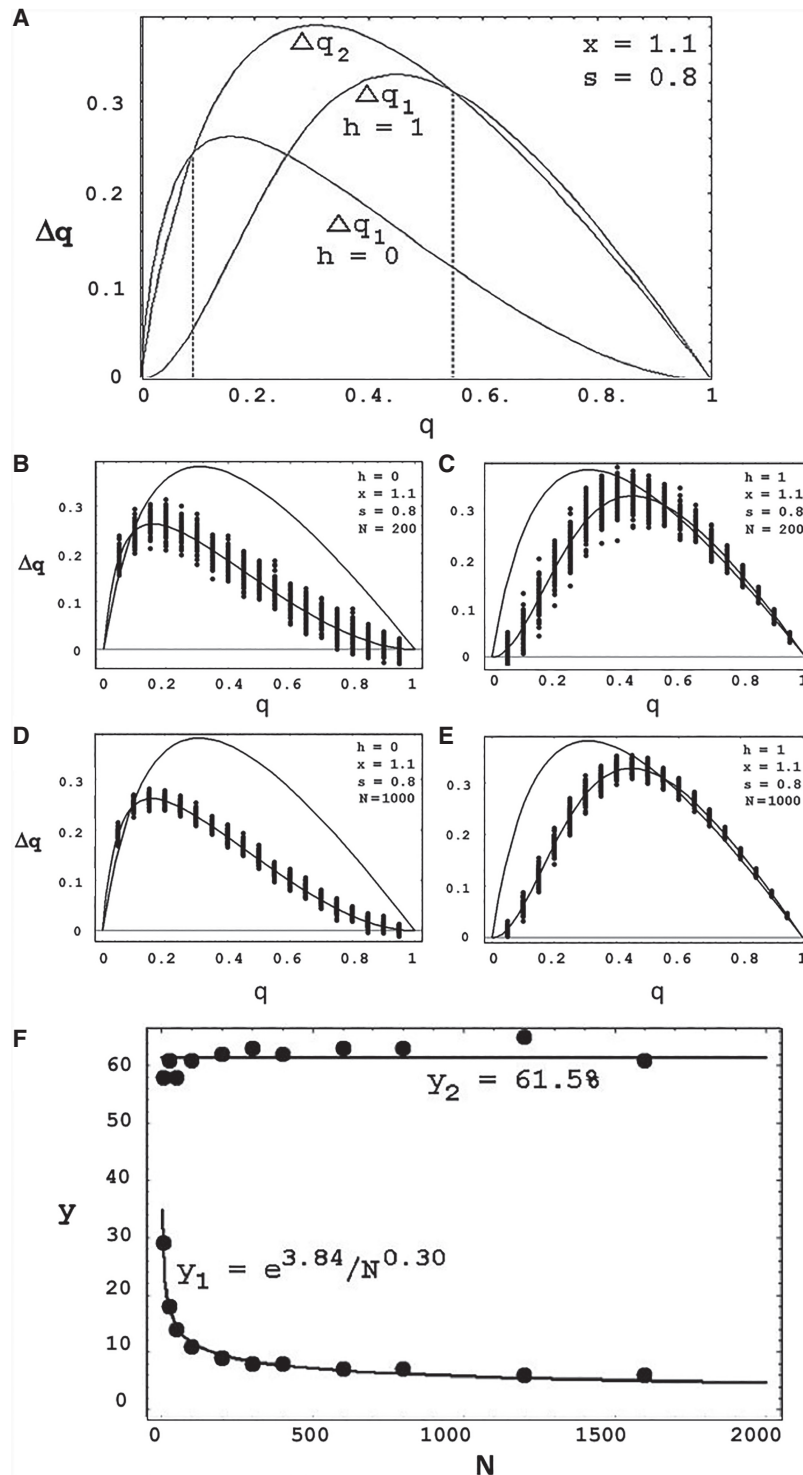 A
x = 1.1
s = 0.8
Δq2
Δq1
h = 1
Δq1
h = 0
Δq
0.3
0.2
0.1
0
0 0.2. 0.4. 0.6. 0.8 1
q
B
h = 0
x = 1.1
s = 0.8
N = 200
Δq
0.3
0.2
0.1
0
0 0.2 0.4 0.6 0.8 1
q
C
h = 1
x = 1.1
s = 0.8
N = 200
0.3
0.2
0.1
0
0 0.2 0.4 0.6 0.8 1
q
D
h = 0
x = 1.1
s = 0.8
N=1000
Δq
0.3
0.2
0.1
0
0 0.2 0.4 0.6 0.8 1
q
E
h = 1
x = 1.1
s = 0.8
N=1000
0.3
0.2
0.1
0
0 0.2 0.4 0.6 0.8 1
q
F
y2 = 61.5%
y1 = e^3.84/N^0.30
y
60
50
40
30
20
10
0
0 500 1000 1500 2000
N